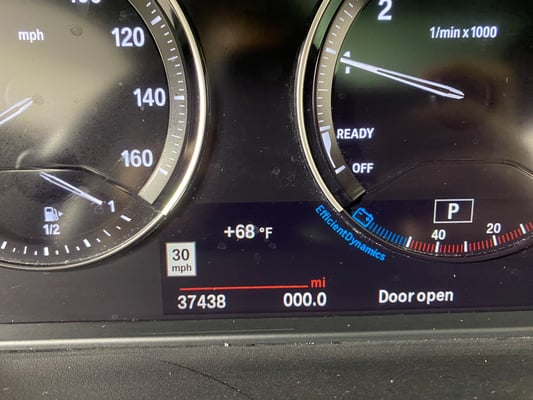 mph
120
140
160
1
1/2
2
1/min x 1000
1
READY
OFF
EfficientDynamics
P
40
20
+68 °F
30
mph
mi
37438
000.0
Door open